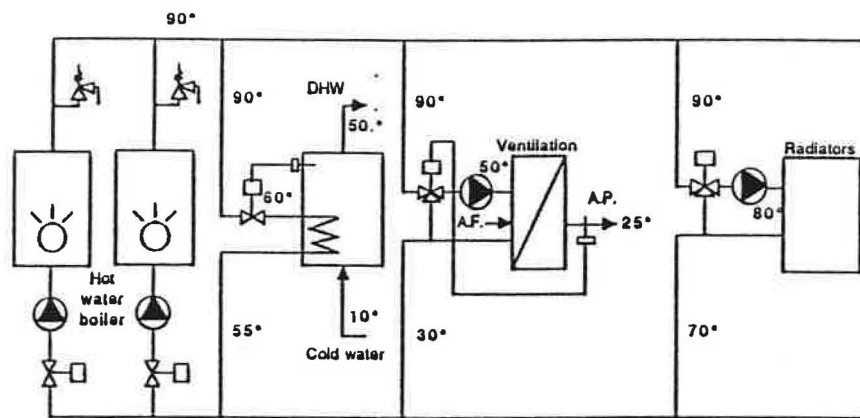 90°
90°
DHW
50.°
60°
Hot
water
boiler
55°
10°
Cold water
90°
Ventilation
50°
A.F.
A.P.
25°
30°
90°
Radiators
80°
70°